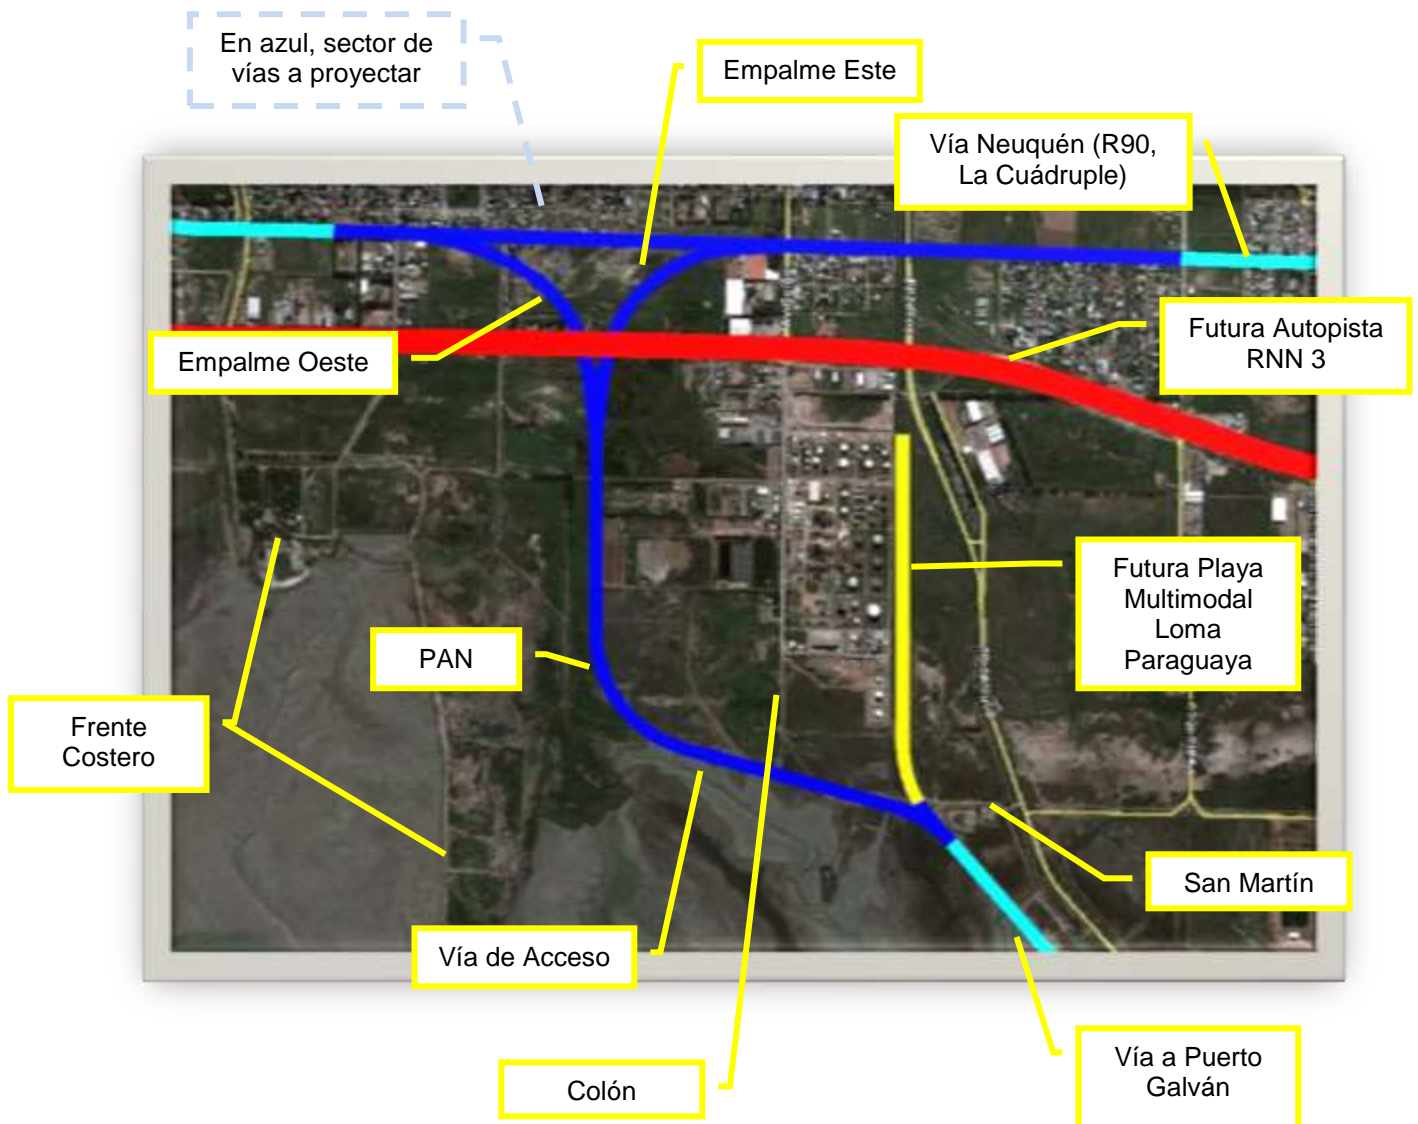 En azul, sector de
vías a proyectar
Empalme Este
Vía Neuquén (R90,
La Cuádruple)
Futura Autopista
RNN 3
Empalme Oeste
Futura Playa
Multimodal
Loma
Paraguaya
PAN
Frente
Costero
San Martín
Vía de Acceso
Vía a Puerto
Galván
Colón